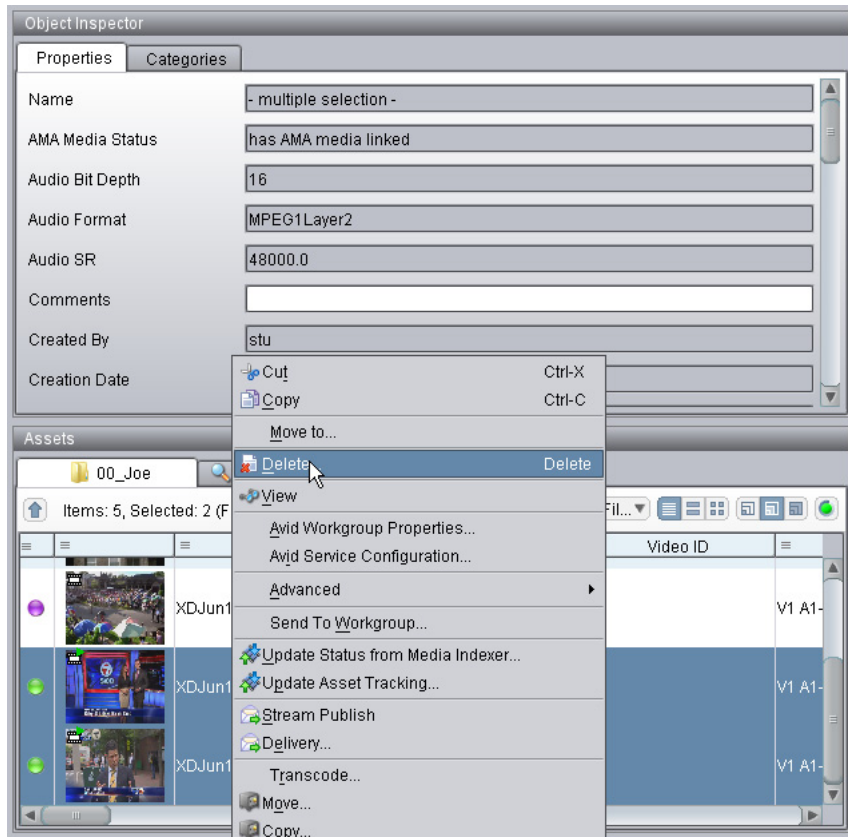 Object Inspector
Properties Categories
Name - multiple selection -
AMA Media Status has AMA media linked
Audio Bit Depth 16
Audio Format MPEG1Layer2
Audio SR 48000.0
Comments
Created By stu
Creation Date
Cut Ctrl-X
Copy Ctrl-C
Move to...
Delete Delete
View
Avid Workgroup Properties...
Avid Service Configuration...
Advanced
Send To Workgroup...
Update Status from Media Indexer...
Update Asset Tracking...
Stream Publish
Delivery...
Transcode...
Move...
Copy...
Assets
00_Joe
Items: 5, Selected: 2 (F Fil...
Video ID
XDJun1 V1 A1-
XDJun1 V1 A1-
XDJun1 V1 A1-